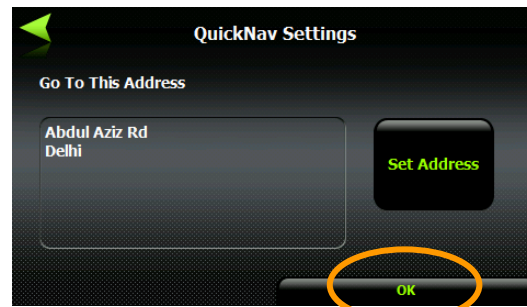 QuickNav Settings
Go To This Address
Abdul Aziz Rd
Delhi
Set Address
OK